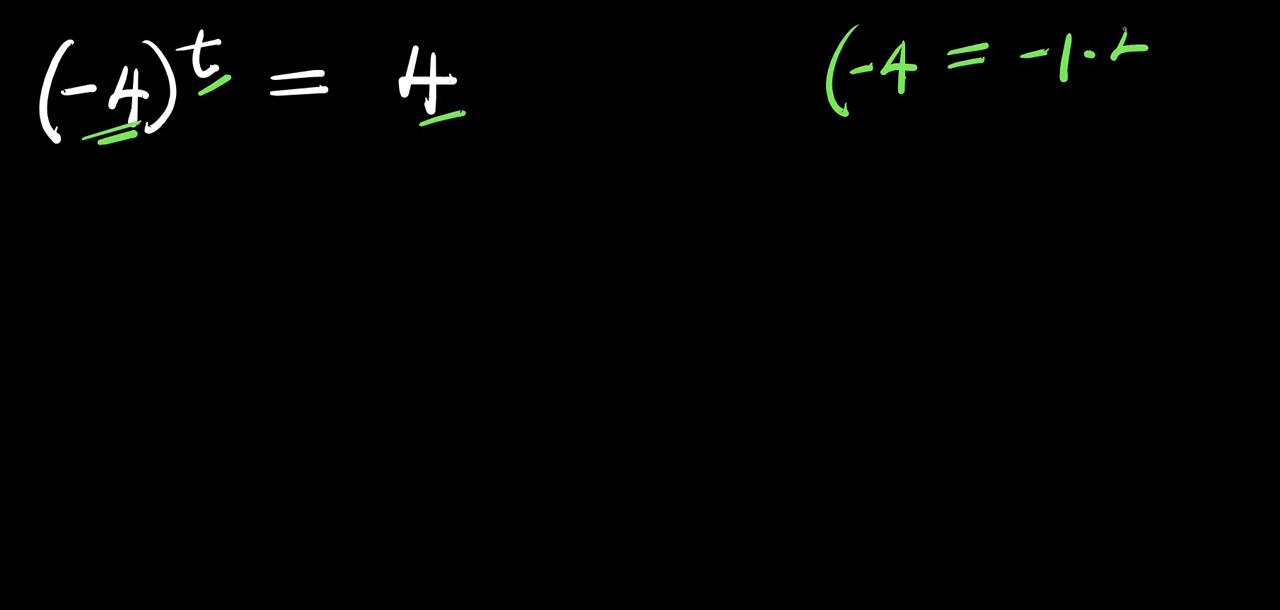 (-4)^t = 4
(-4 = -1 ·